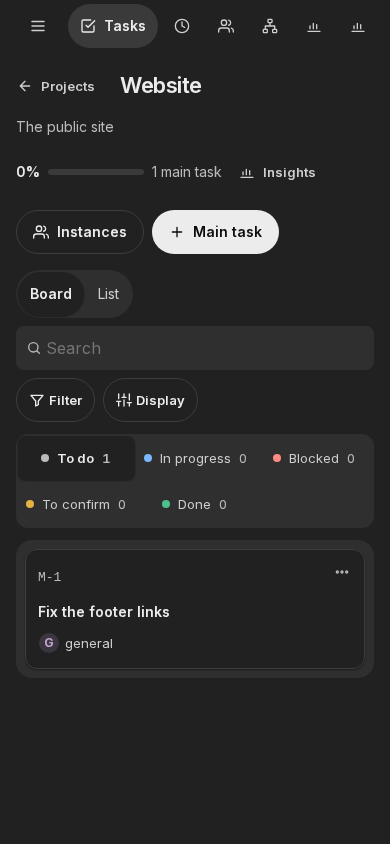 Tasks
Projects
Website
The public site
0% 1 main task Insights
Instances
Main task
Board List
Search
Filter Display
To do 1 In progress 0 Blocked 0
To confirm 0 Done 0
M-1
Fix the footer links
G general